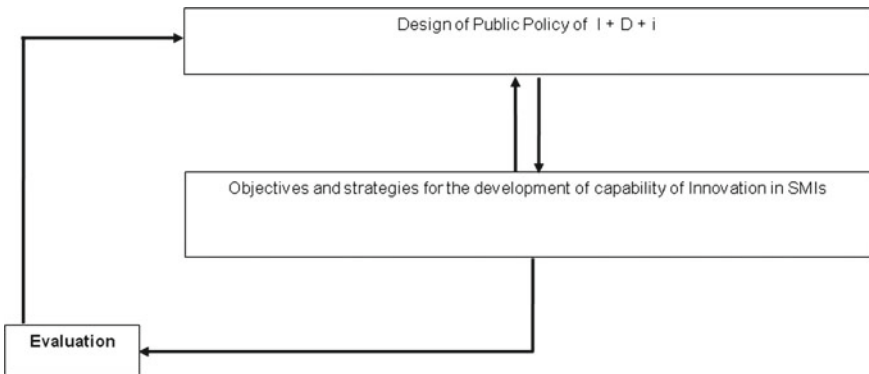 Design of Public Policy of I + D + i
Objectives and strategies for the development of capability of Innovation in SMIs
Evaluation